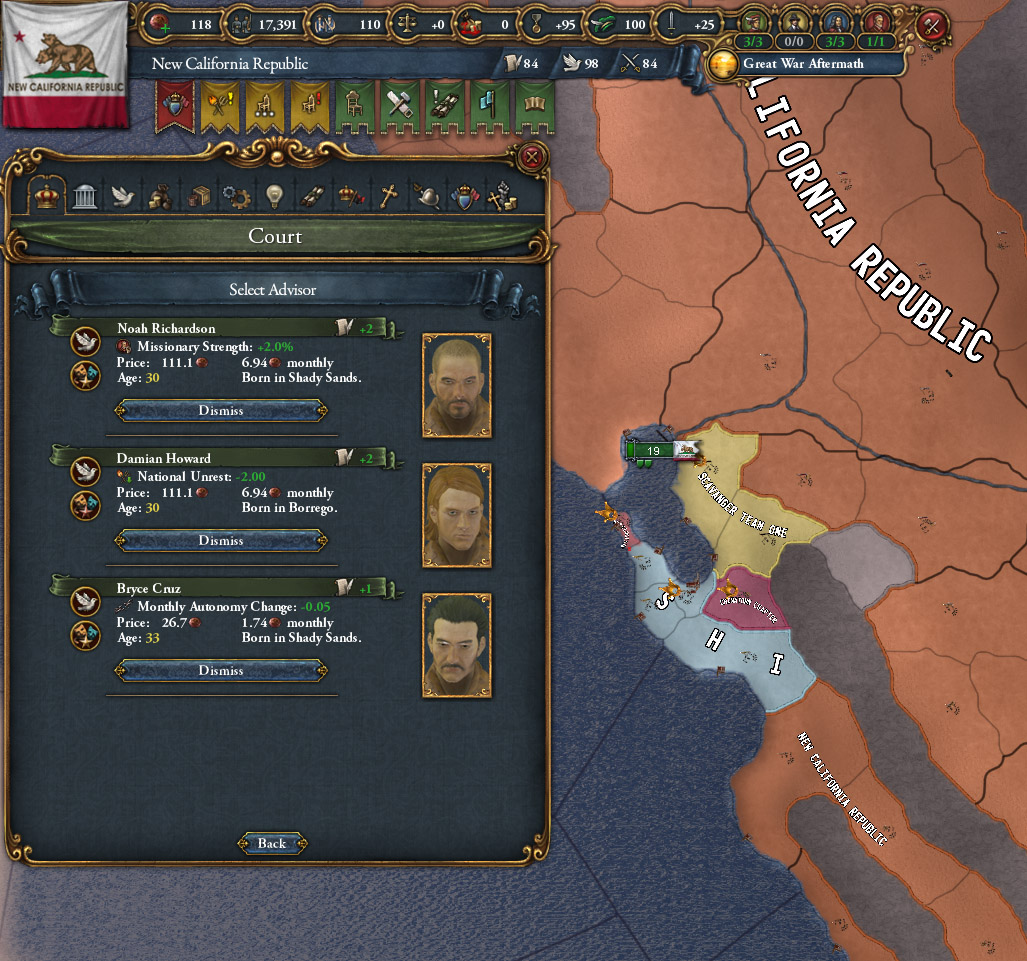 118
17,391
110
+0
0
+95
100
+25
3/3
0/0
3/3
1/1
NEW CALIFORNIA REPUBLIC
New California Republic
84
98
84
Great War Aftermath
Court
Select Advisor
Noah Richardson
+2
Missionary Strength: +2.0%
Price: 111.1
6.94 monthly
Age: 30
Born in Shady Sands.
Dismiss
Damian Howard
+2
National Unrest: -2.00
Price: 111.1
6.94 monthly
Age: 30
Born in Borrego.
Dismiss
Bryce Cruz
+1
Monthly Autonomy Change: -0.05
Price: 26.7
1.74 monthly
Age: 33
Born in Shady Sands.
Dismiss
Back
LIFORNIA REPUBLIC
19
SCAVANGER TEAM ONE
SHI
NEW CALIFORNIA REPUBLIC